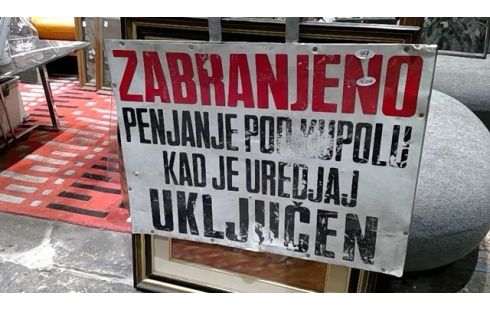 ZABRANJENO
PENJANJE POD KUPOLU
KAD JE UREDJAJ
UKLJUČEN